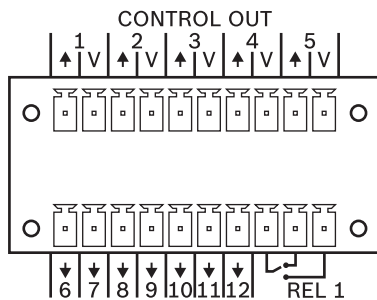 CONTROL OUT
1 2 3 4 5
V V V V V
6 7 8 9 10 11 12 REL 1